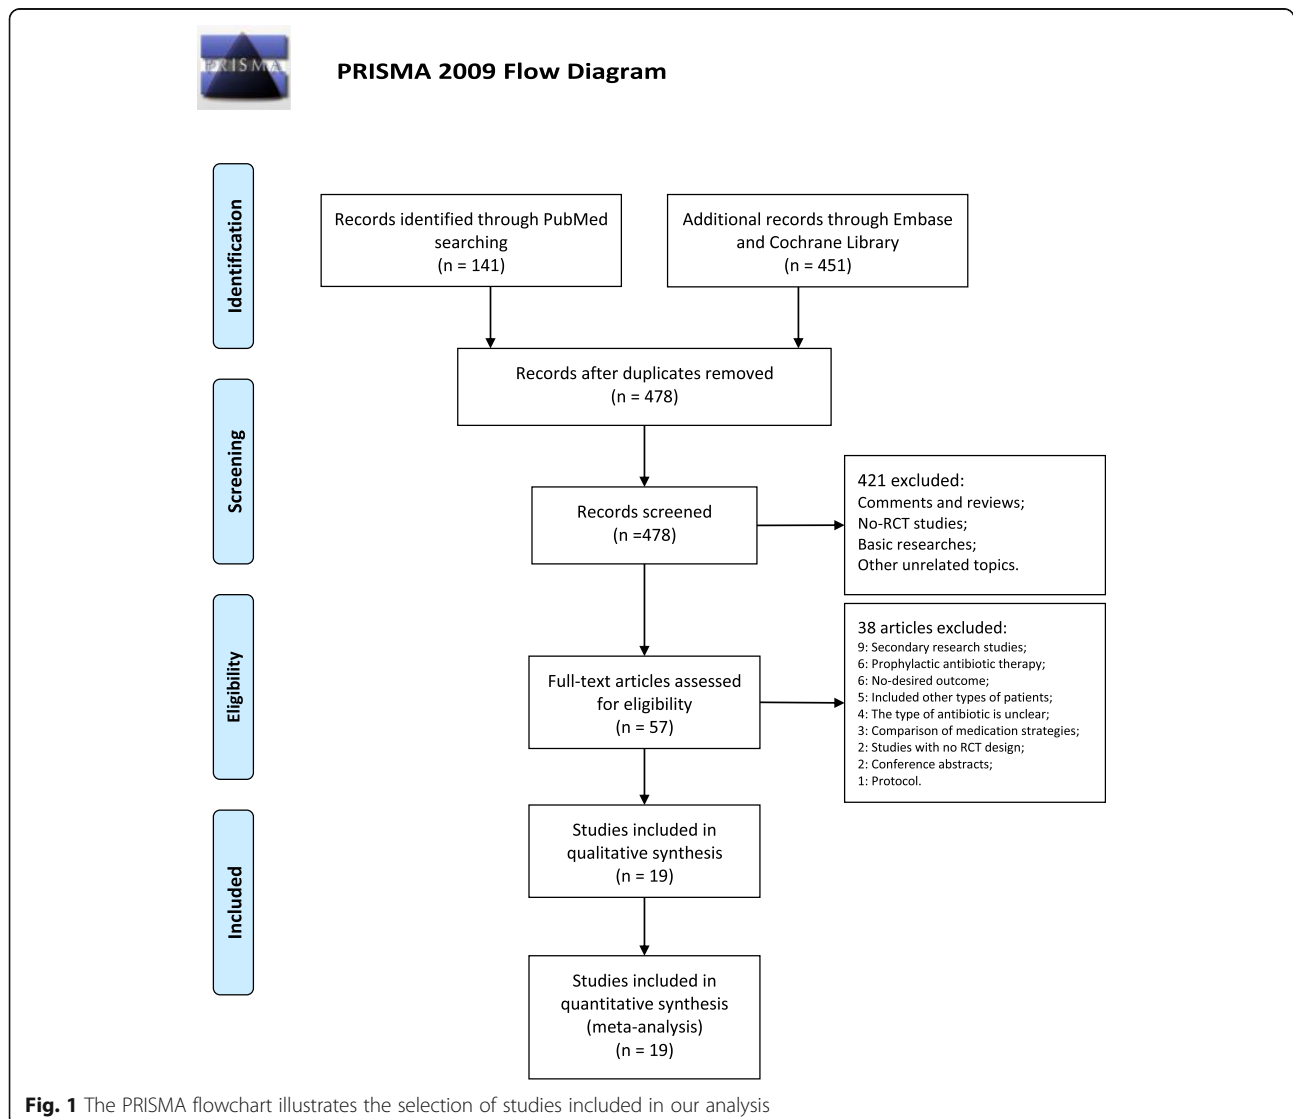 PRISMA
PRISMA 2009 Flow Diagram
Identification
Records identified through PubMed
searching
(n = 141)
Additional records through Embase
and Cochrane Library
(n = 451)
Records after duplicates removed
(n = 478)
Screening
Records screened
(n =478)
421 excluded:
Comments and reviews;
No-RCT studies;
Basic researches;
Other unrelated topics.
Eligibility
Full-text articles assessed
for eligibility
(n = 57)
38 articles excluded:
9: Secondary research studies;
6: Prophylactic antibiotic therapy;
6: No-desired outcome;
5: Included other types of patients;
4: The type of antibiotic is unclear;
3: Comparison of medication strategies;
2: Studies with no RCT design;
2: Conference abstracts;
1: Protocol.
Included
Studies included in
qualitative synthesis
(n = 19)
Studies included in
quantitative synthesis
(meta-analysis)
(n = 19)
Fig. 1 The PRISMA flowchart illustrates the selection of studies included in our analysis